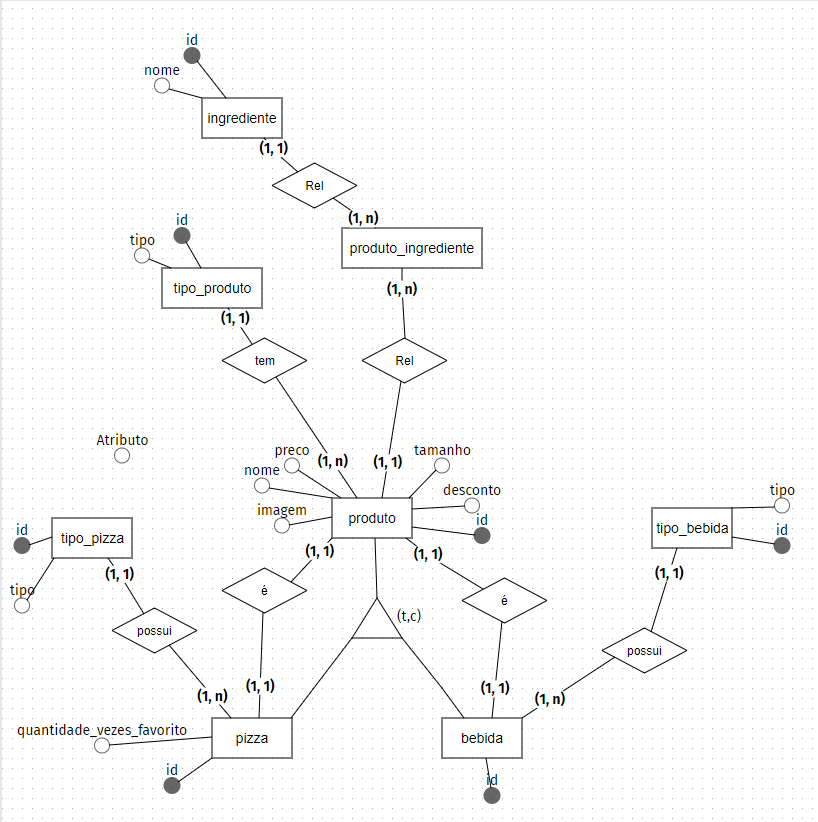 id
nome
ingrediente
(1, 1)
Rel
(1, n)
id
tipo
produto_ingrediente
tipo_produto
(1, n)
(1, 1)
tem
Rel
Atributo
preco
(1, n)
(1, 1)
tamanho
nome
desconto
imagem
produto
id
tipo
id
tipo_pizza
tipo_bebida
id
(1, 1)
(1, 1)
(1, 1)
(1, 1)
tipo
é
é
(t,c)
possui
possui
(1, n)
(1, 1)
(1, 1)
(1, n)
quantidade_vezes_favorito
pizza
bebida
id
id